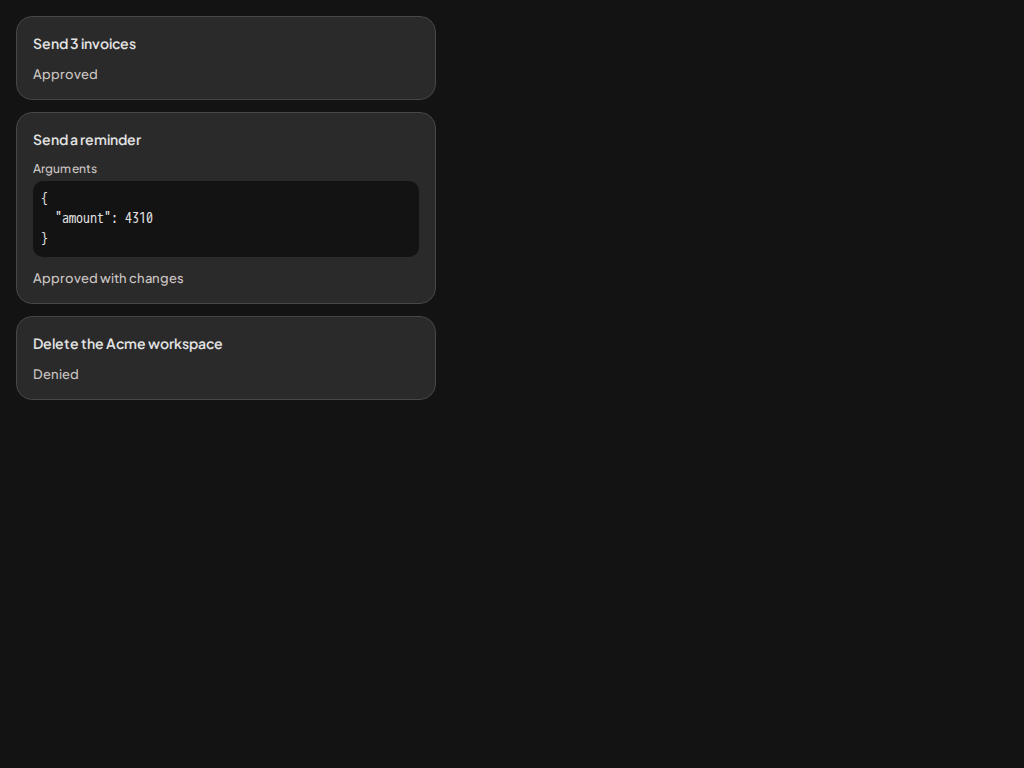 Send 3 invoices
Approved
Send a reminder
Arguments
{
  "amount": 4310
}
Approved with changes
Delete the Acme workspace
Denied